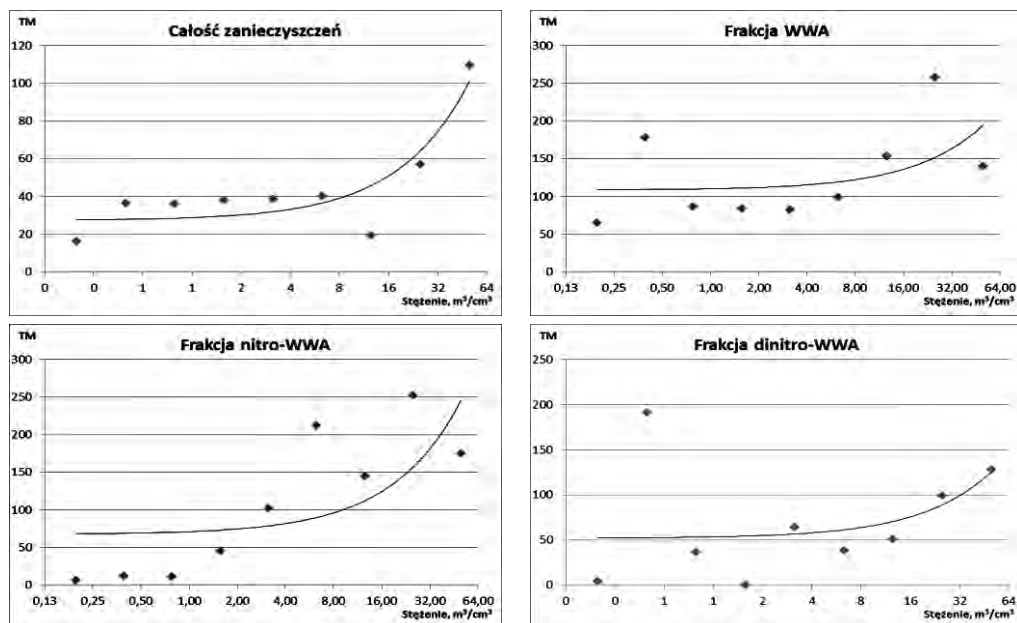 TM
Całość zanieczyszczeń
120
100
80
60
40
20
0
0 0 1 1 2 4 8 16 32 64
Stężenie, m³/cm³
TM
Frakcja WWA
300
250
200
150
100
50
0
0,13 0,25 0,50 1,00 2,00 4,00 8,00 16,00 32,00 64,00
Stężenie, m³/cm³
TM
Frakcja nitro-WWA
300
250
200
150
100
50
0
0,13 0,25 0,50 1,00 2,00 4,00 8,00 16,00 32,00 64,00
Stężenie, m³/cm³
TM
Frakcja dinitro-WWA
250
200
150
100
50
0
0 0 1 1 2 4 8 16 32 64
Stężenie, m³/cm³